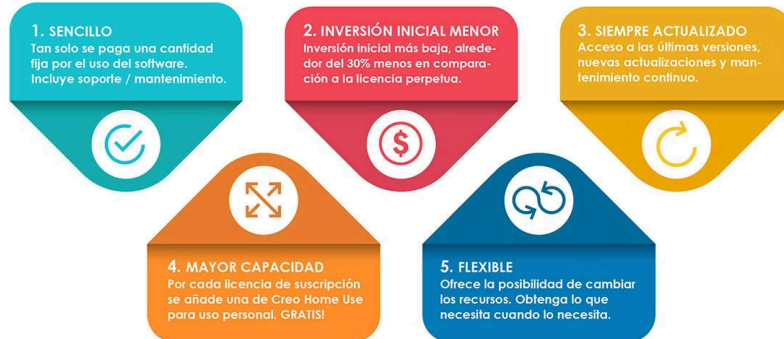 1. SENCILLO
Tan solo se paga una cantidad
fija por el uso del software.
Incluye soporte / mantenimiento.
2. INVERSIÓN INICIAL MENOR
Inversión inicial más baja, alrede-
dor del 30% menos en compara-
ción a la licencia perpetua.
3. SIEMPRE ACTUALIZADO
Acceso a las últimas versiones,
nuevas actualizaciones y man-
tenimiento continuo.
4. MAYOR CAPACIDAD
Por cada licencia de suscripción
se añade una de Creo Home Use
para uso personal. GRATIS!
5. FLEXIBLE
Ofrece la posibilidad de cambiar
los recursos. Obtenga lo que
necesita cuando lo necesita.